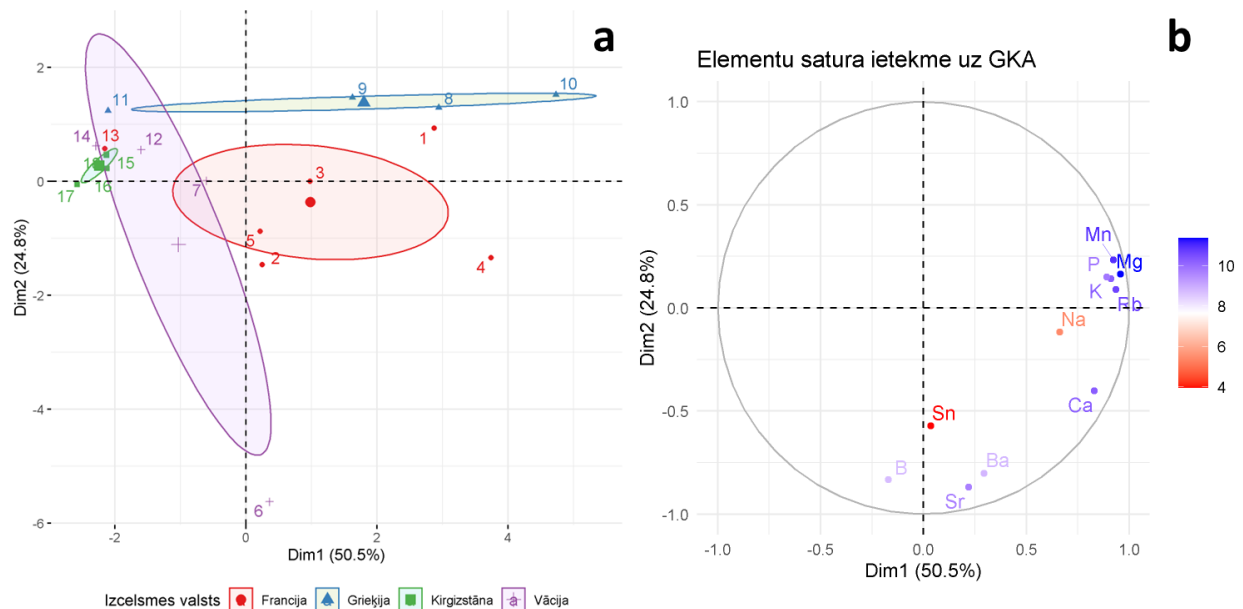 a
2
0
-2
-4
-6
-2
0
2
4
Dim2 (24.8%)
Dim1 (50.5%)
11
14
13
12
15
16
17
7
9
8
10
1
3
5
2
4
6
Izcelsmes valsts
Francija
Grieķija
Kirgizstāna
a Vācija
b
Elementu satura ietekme uz GKA
1.0
0.5
0.0
-0.5
-1.0
-1.0
-0.5
0.0
0.5
1.0
Dim2 (24.8%)
Dim1 (50.5%)
Mn
P
Mg
K
Rb
Na
Ca
Sn
B
Ba
Sr
10
8
6
4